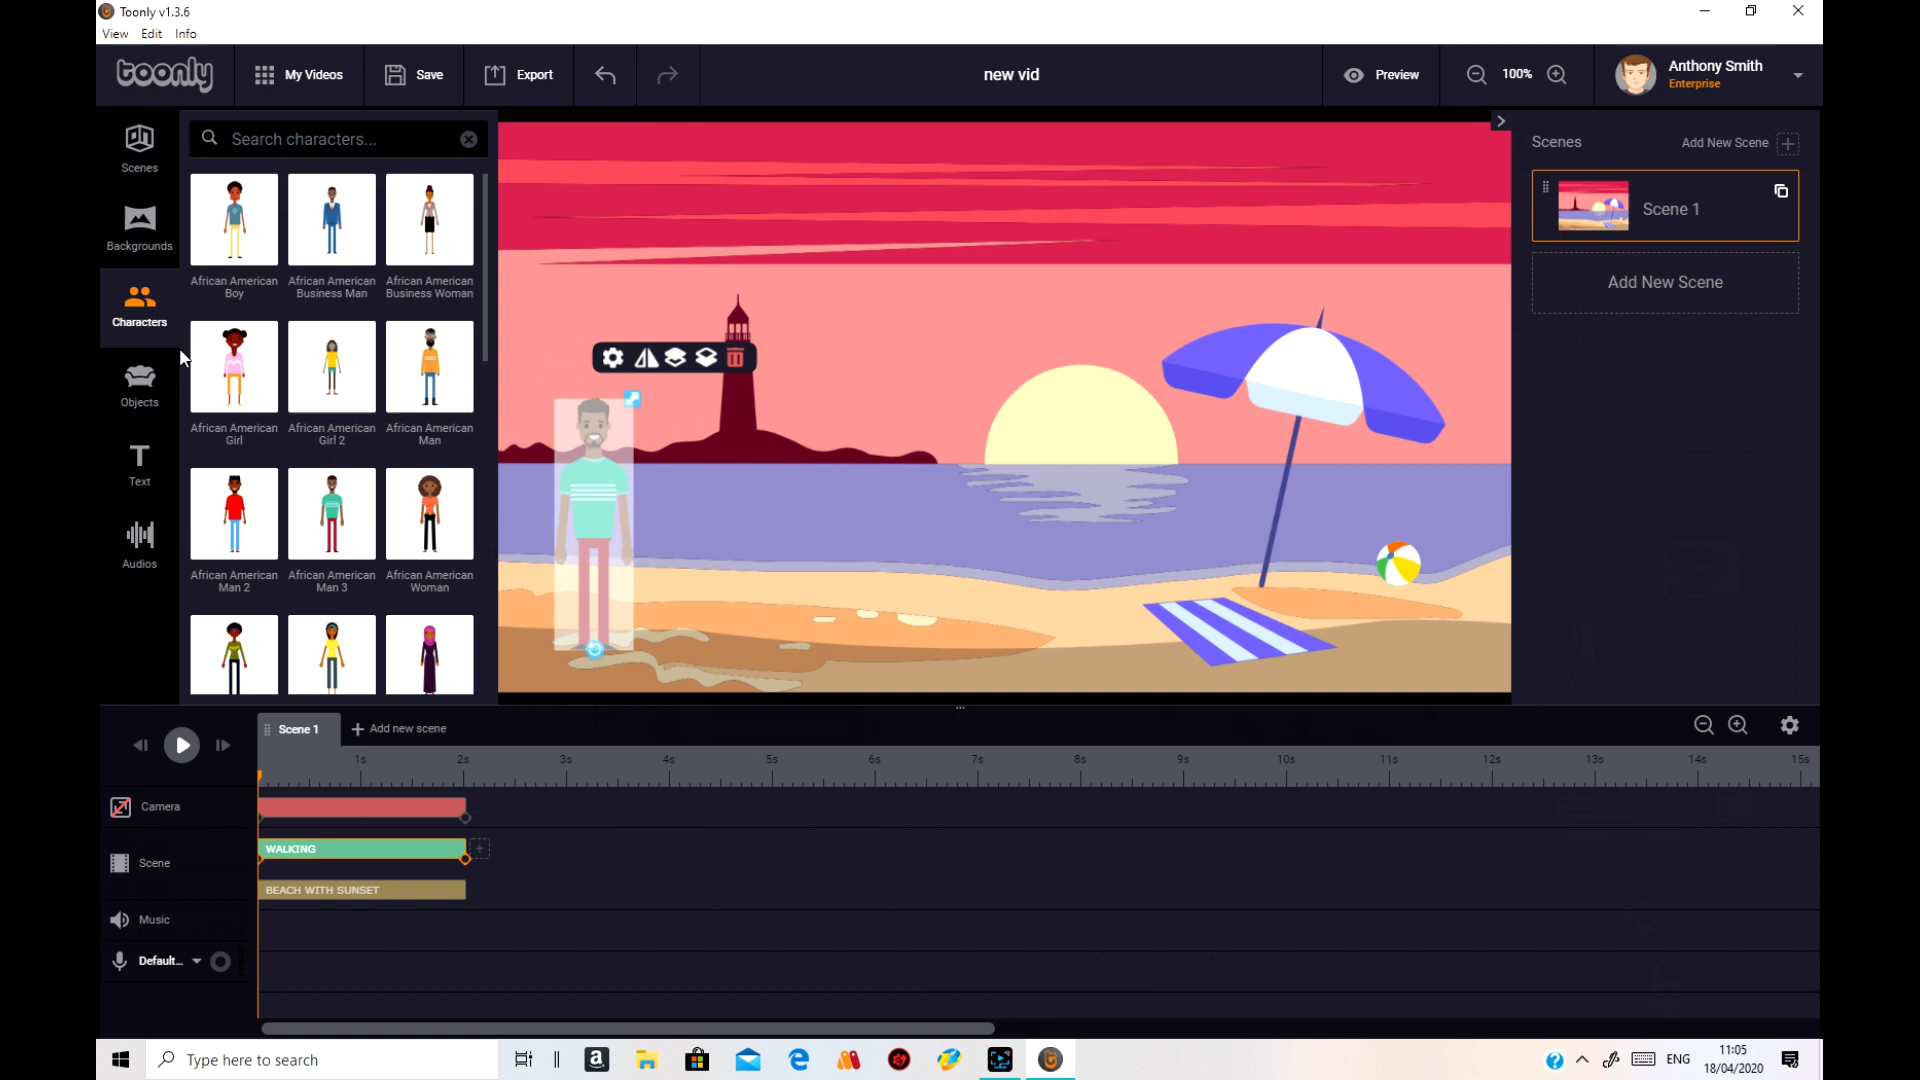 Toonly v1.3.6
View Edit Info
toonly
My Videos
Save
Export
new vid
Preview
100%
Anthony Smith
Enterprise
Scenes
Backgrounds
Characters
Objects
Text
Audios
Search characters...
African American
Boy
African American
Business Man
African American
Business Woman
African American
Girl
African American
Girl 2
African American
Man
African American
Man 2
African American
Man 3
African American
Woman
Scenes
Add New Scene
Scene 1
Add New Scene
Scene 1
Add new scene
1s 2s 3s 4s 5s 6s 7s 8s 9s 10s 11s 12s 13s 14s 15s
Camera
WALKING
Scene
BEACH WITH SUNSET
Music
Default...
Type here to search
a
ENG
11:05
18/04/2020